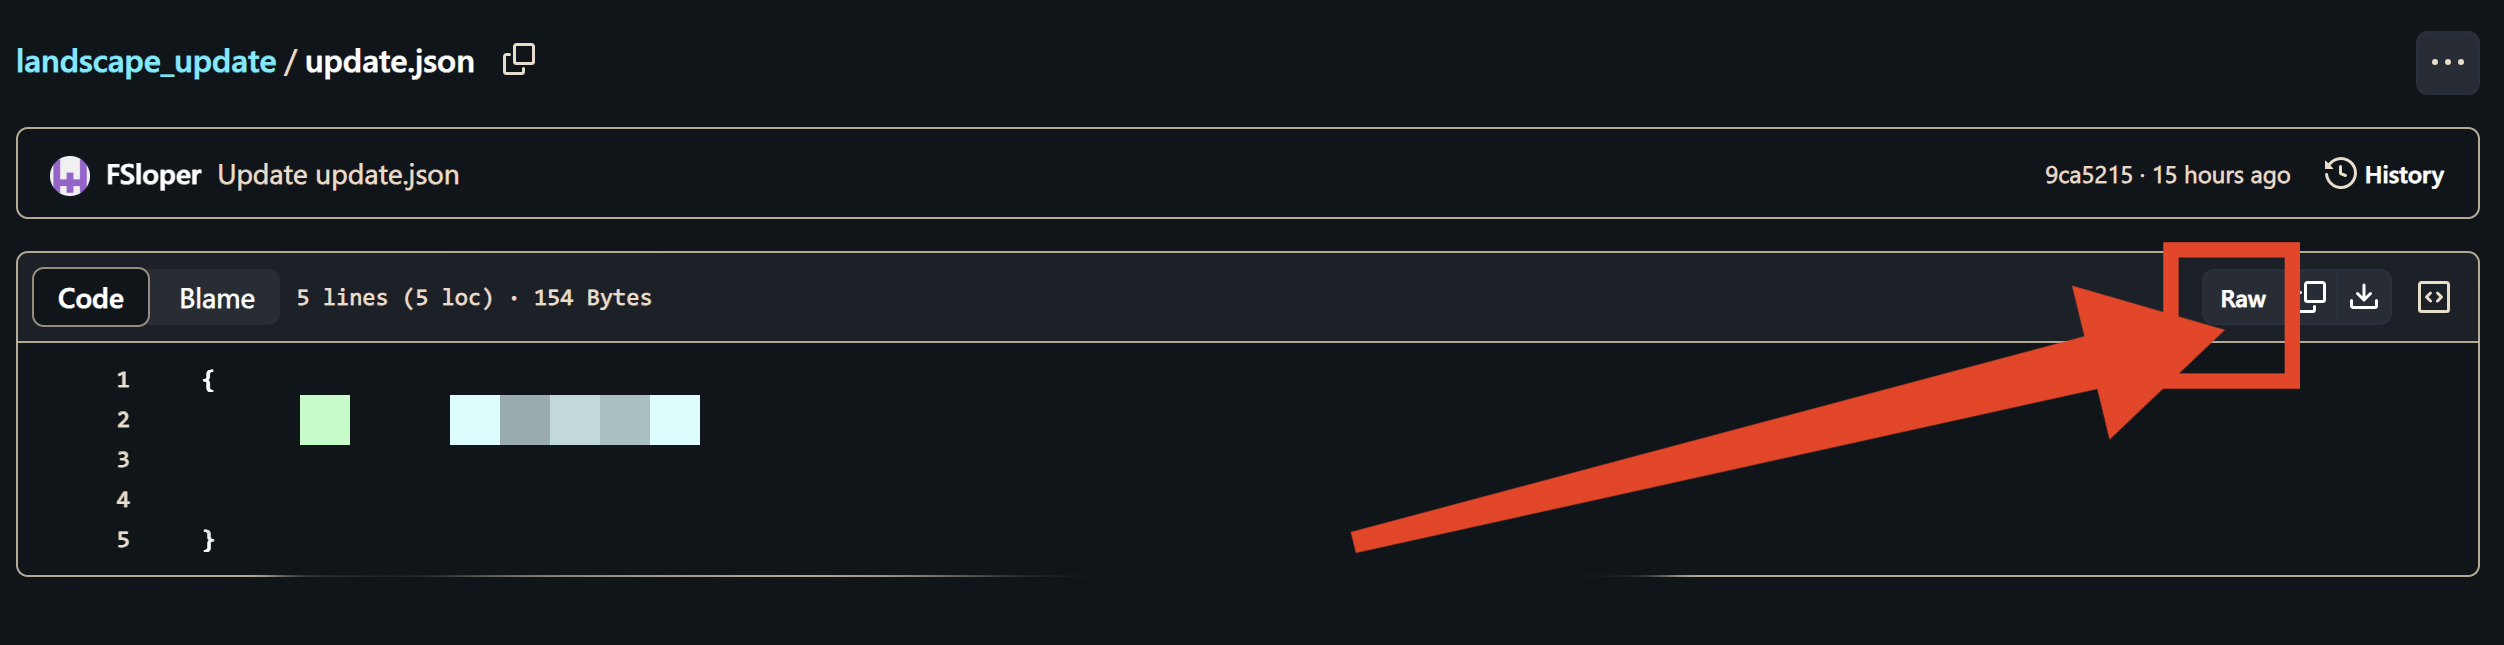 landscape_update / update.json
FSloper Update update.json 9ca5215 · 15 hours ago History
Code Blame 5 lines (5 loc) · 154 Bytes Raw
1 {
2
3
4
5 }